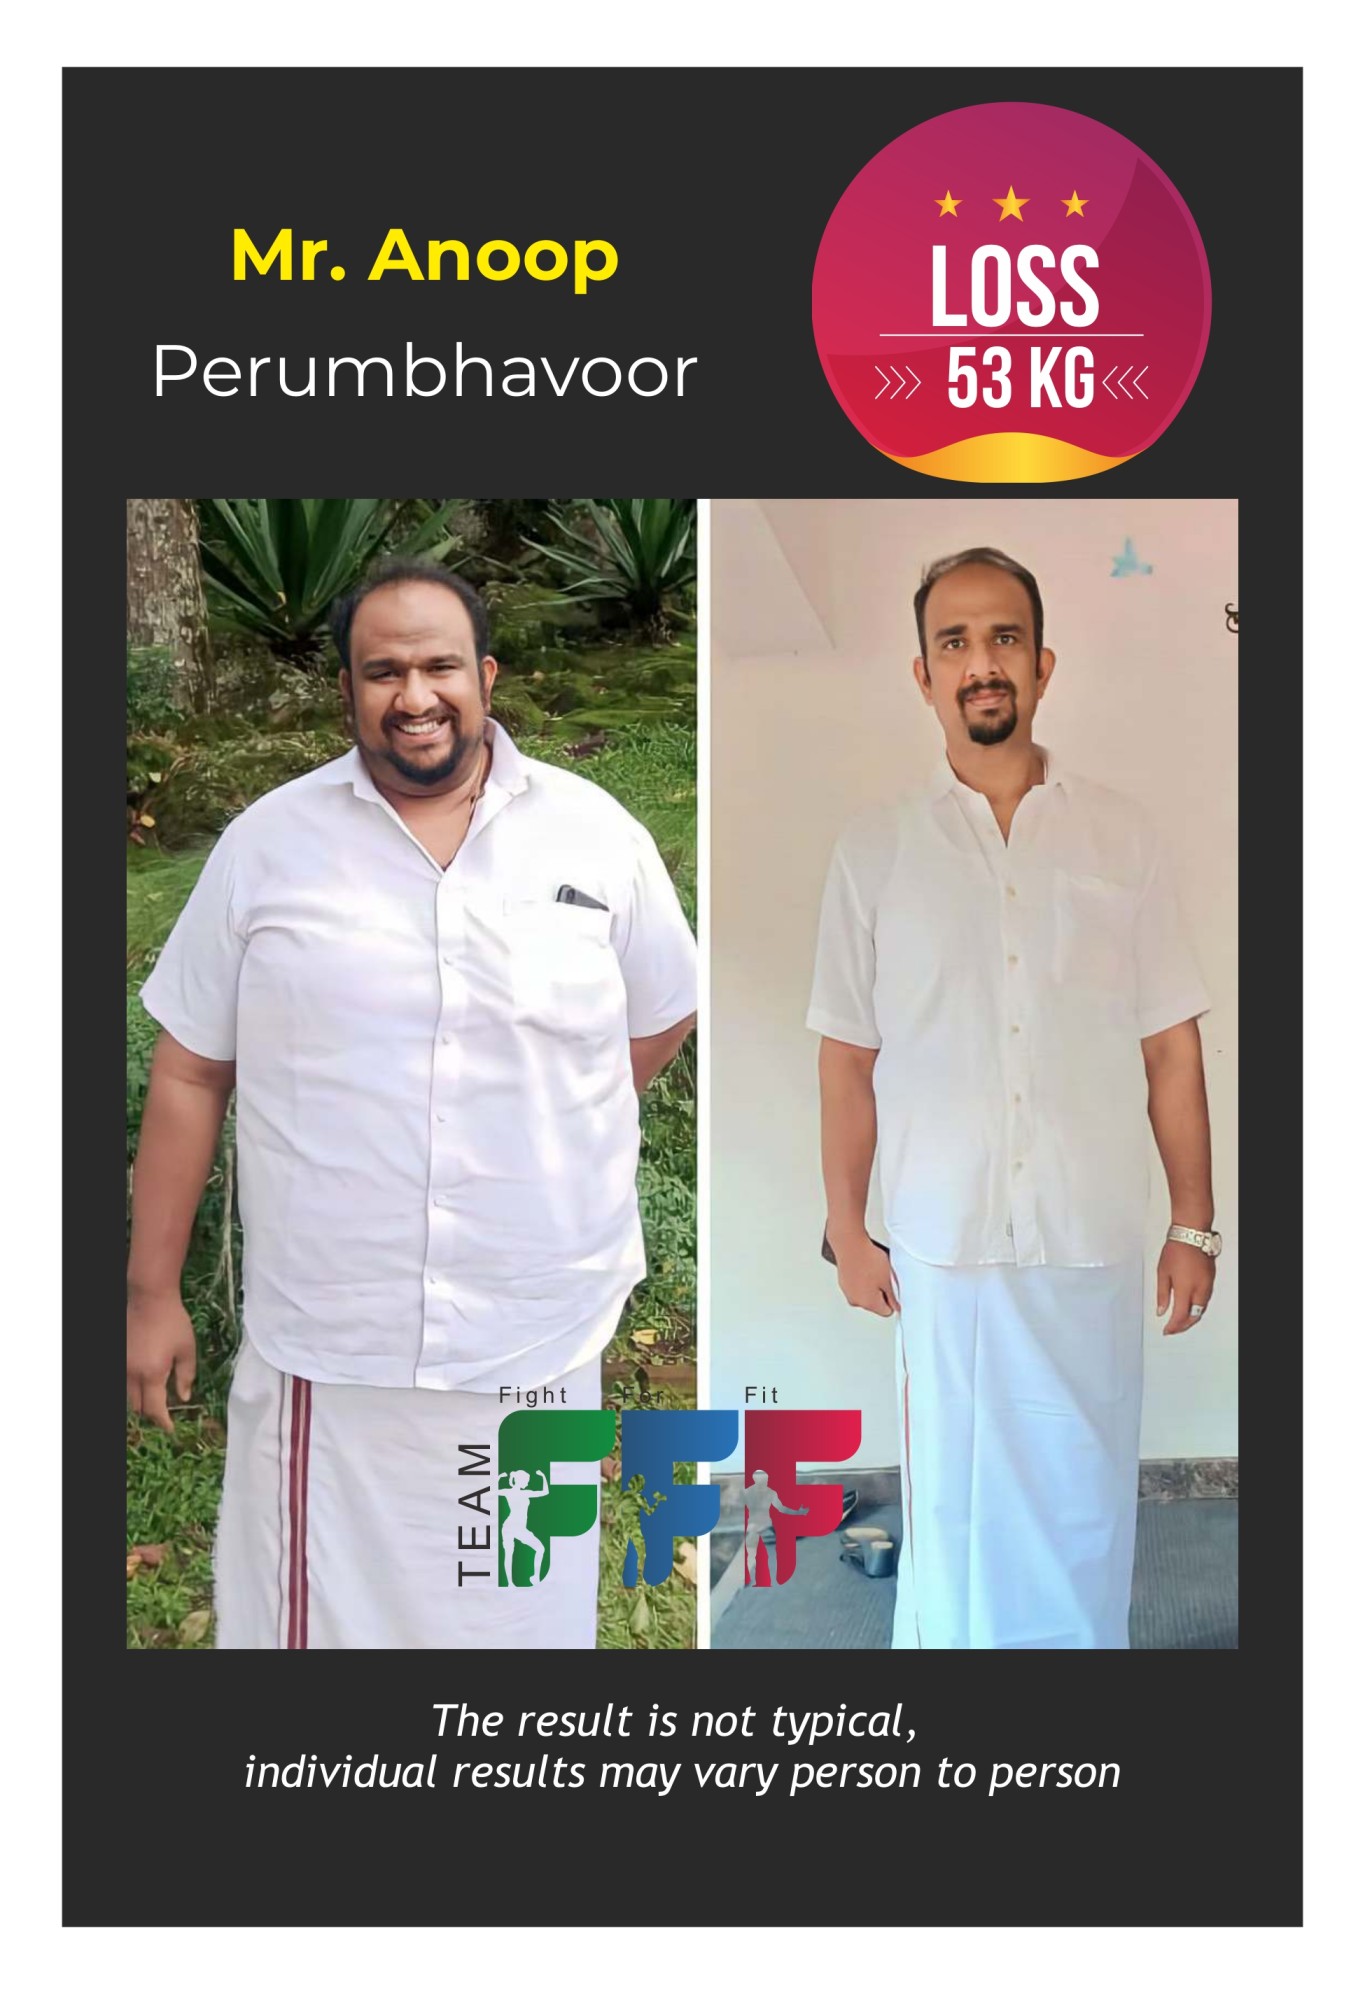 Mr. Anoop
Perumbhavoor
LOSS
53 KG
Fight For Fit
TEAM
FFF
The result is not typical,
individual results may vary person to person